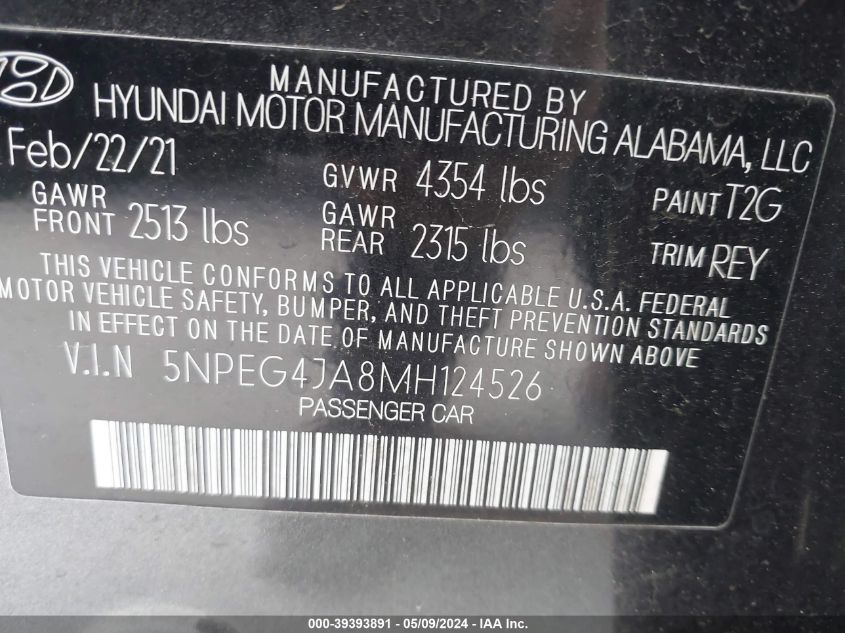 MANUFACTURED BY
HYUNDAI MOTOR MANUFACTURING ALABAMA, LLC
Feb/22/21 GVWR 4354 lbs PAINT T2G
GAWR FRONT 2513 lbs GAWR REAR 2315 lbs TRIM REY
THIS VEHICLE CONFORMS TO ALL APPLICABLE U.S.A. FEDERAL
MOTOR VEHICLE SAFETY, BUMPER, AND THEFT PREVENTION STANDARDS
IN EFFECT ON THE DATE OF MANUFACTURE SHOWN ABOVE
V.I.N 5NPEG4JA8MH124526
PASSENGER CAR
000-39393891 - 05/09/2024 - IAA Inc.